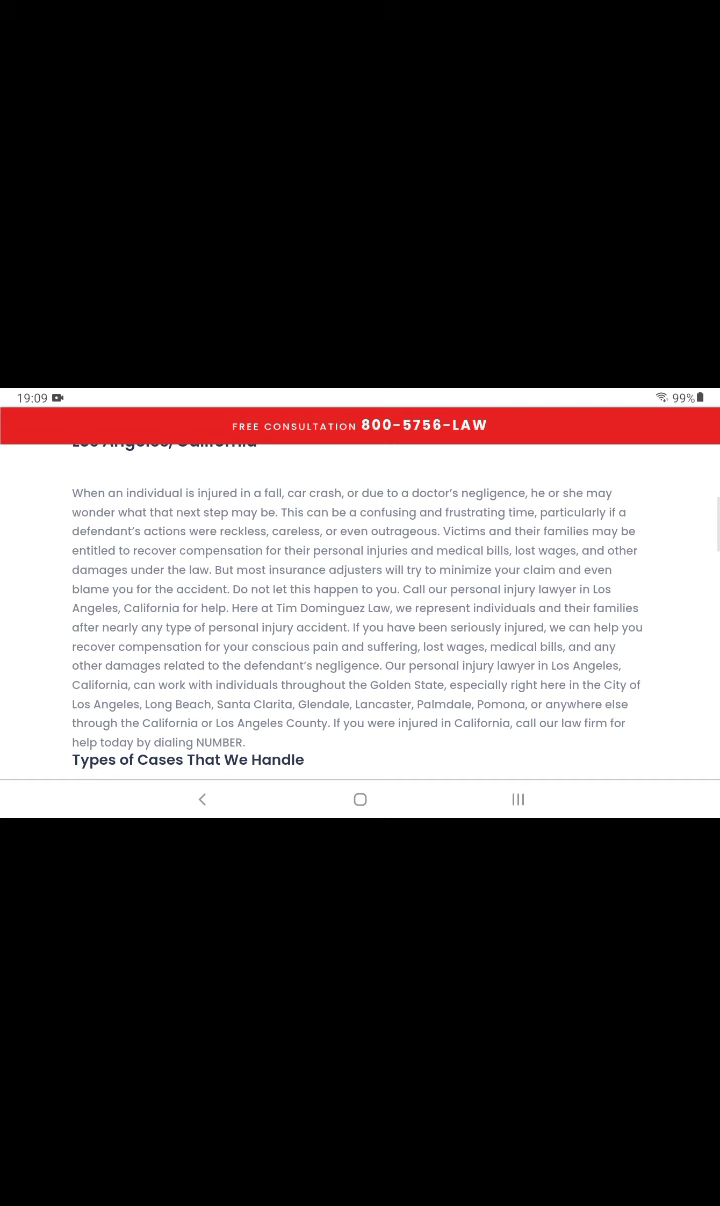 19:09 99%
FREE CONSULTATION 800-5756-LAW
Los Angeles, California
When an individual is injured in a fall, car crash, or due to a doctor's negligence, he or she may
wonder what that next step may be. This can be a confusing and frustrating time, particularly if a
defendant's actions were reckless, careless, or even outrageous. Victims and their families may be
entitled to recover compensation for their personal injuries and medical bills, lost wages, and other
damages under the law. But most insurance adjusters will try to minimize your claim and even
blame you for the accident. Do not let this happen to you. Call our personal injury lawyer in Los
Angeles, California for help. Here at Tim Dominguez Law, we represent individuals and their families
after nearly any type of personal injury accident. If you have been seriously injured, we can help you
recover compensation for your conscious pain and suffering, lost wages, medical bills, and any
other damages related to the defendant's negligence. Our personal injury lawyer in Los Angeles,
California, can work with individuals throughout the Golden State, especially right here in the City of
Los Angeles, Long Beach, Santa Clarita, Glendale, Lancaster, Palmdale, Pomona, or anywhere else
through the California or Los Angeles County. If you were injured in California, call our law firm for
help today by dialing NUMBER.
Types of Cases That We Handle